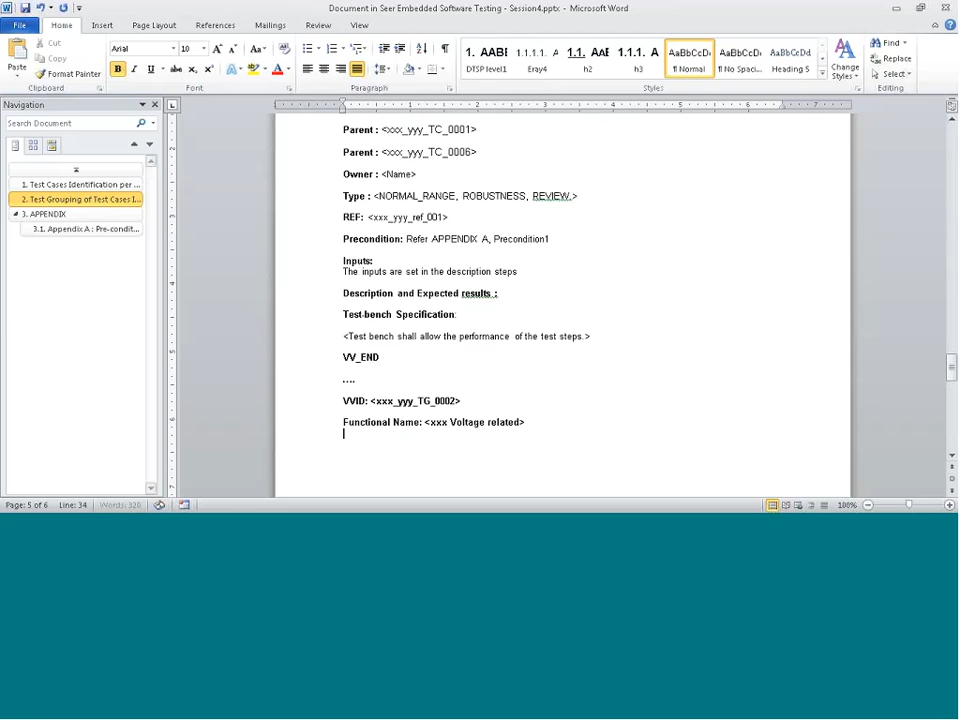 Document in Seer Embedded Software Testing - Session4.pptx - Microsoft Word
File Home Insert Page Layout References Mailings Review View
Cut
Copy
Format Painter
Paste
Clipboard
Arial 10
Font
Paragraph
1. AABI 1.1.1.1. A 1.1. AAE 1.1.1. A AaBbCcD AaBbCcD AaBbCcDd
DTSP level1 Eray4 h2 h3 ¶ Normal ¶ No Spaci... Heading 5
Styles
Change Styles
Find
Replace
Select
Editing
Navigation
Search Document
1. Test Cases Identification per ...
2. Test Grouping of Test Cases I...
3. APPENDIX
3.1. Appendix A : Pre-condit...
Parent : <xxx_yyy_TC_0001>
Parent : <xxx_yyy_TC_0006>
Owner : <Name>
Type : <NORMAL_RANGE, ROBUSTNESS, REVIEW.>
REF: <xxx_yyy_ref_001>
Precondition: Refer APPENDIX A, Precondition1
Inputs:
The inputs are set in the description steps
Description and Expected results :
Test-bench Specification:
<Test bench shall allow the performance of the test steps.>
VV_END
....
VVID: <xxx_yyy_TG_0002>
Functional Name: <xxx Voltage related>
Page: 5 of 6 Line: 34 Words: 320 100%